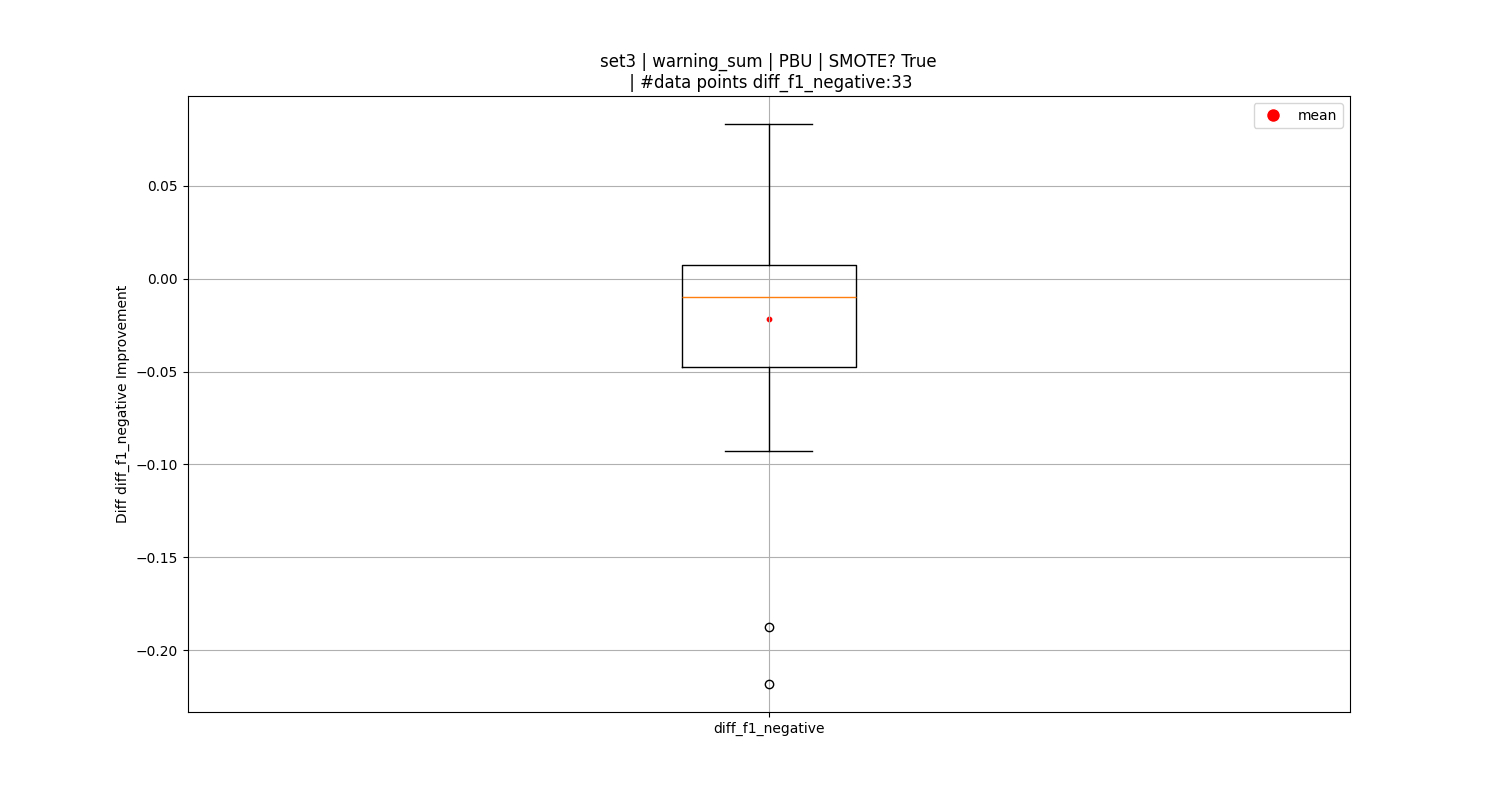 set3 | warning_sum | PBU | SMOTE? True
| #data points diff_f1_negative:33
mean
0.05
0.00
−0.05
−0.10
−0.15
−0.20
Diff diff_f1_negative Improvement
diff_f1_negative